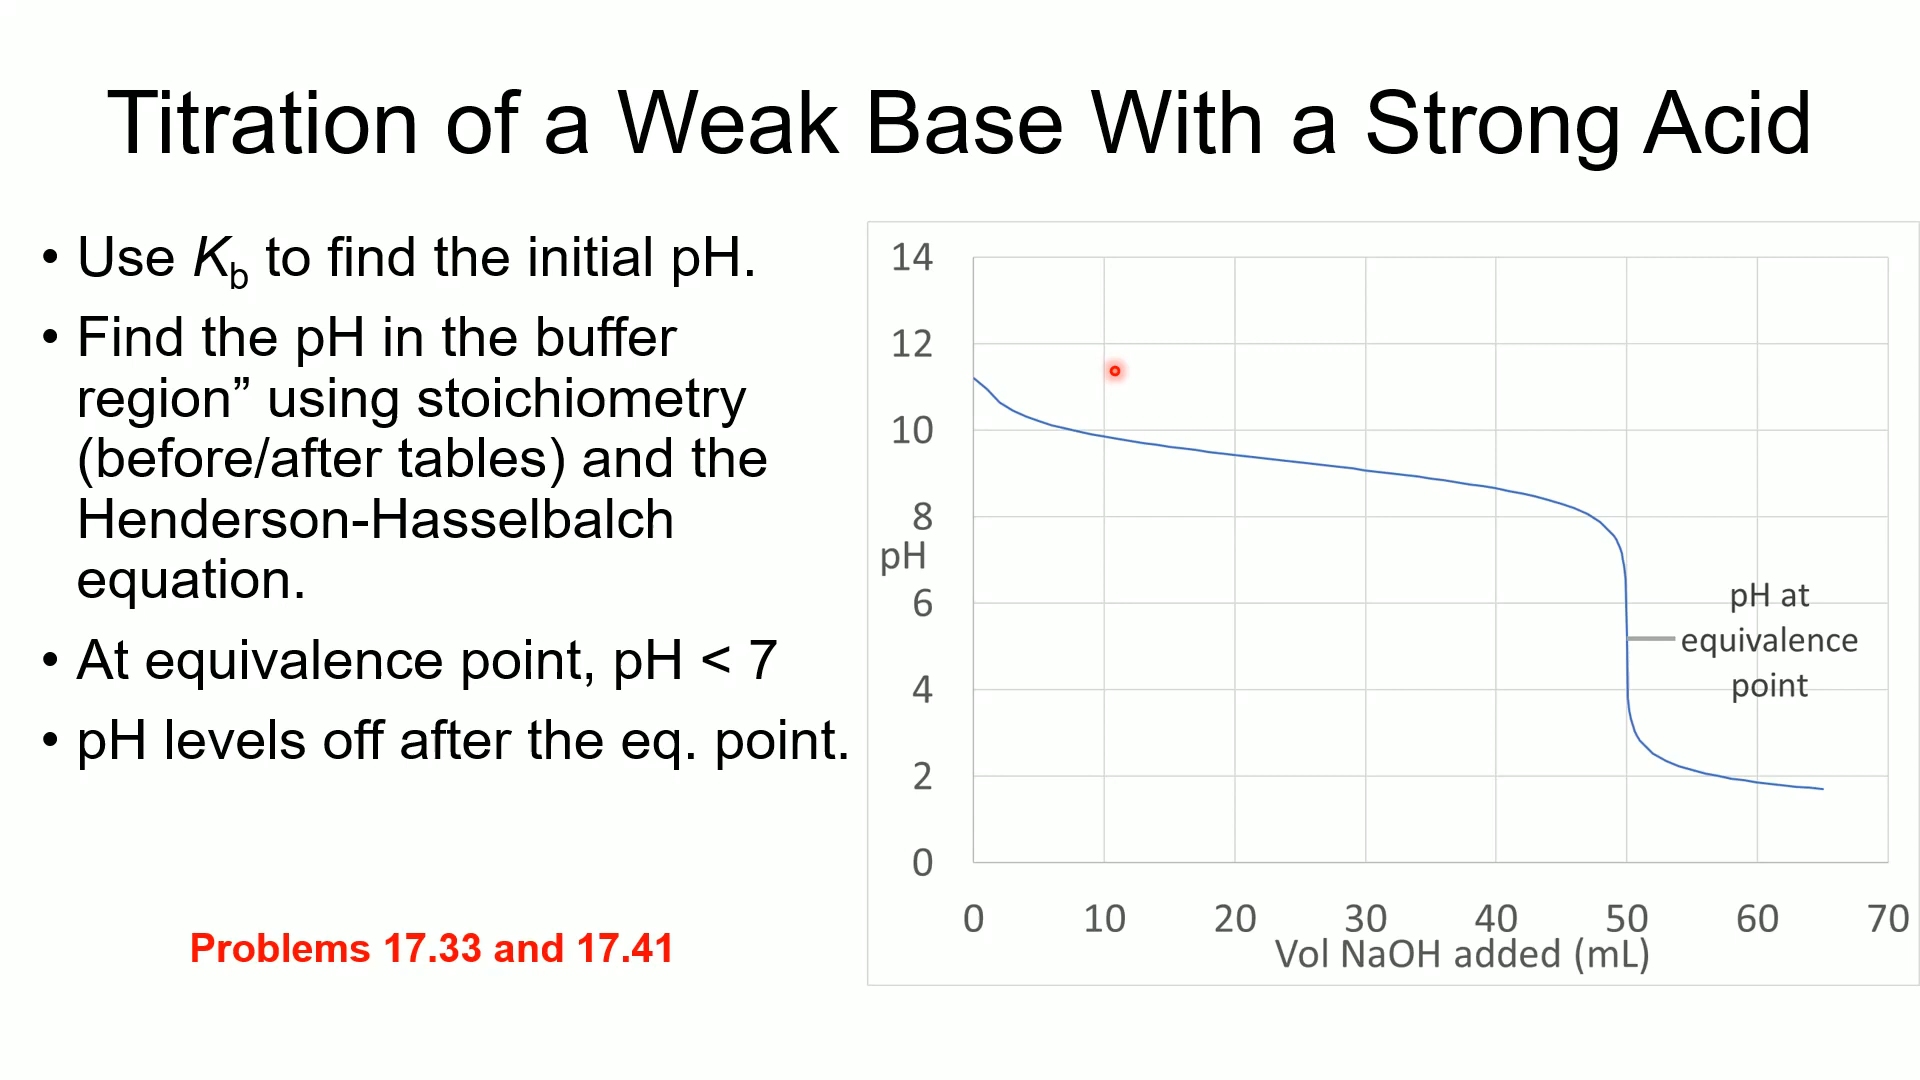 Titration of a Weak Base With a Strong Acid
• Use Kb to find the initial pH.
• Find the pH in the buffer
region” using stoichiometry
(before/after tables) and the
Henderson-Hasselbalch
equation.
• At equivalence point, pH < 7
• pH levels off after the eq. point.
Problems 17.33 and 17.41
14
12
10
8
pH
6
4
2
0
pH at
equivalence
point
0 10 20 30 40 50 60 70
Vol NaOH added (mL)